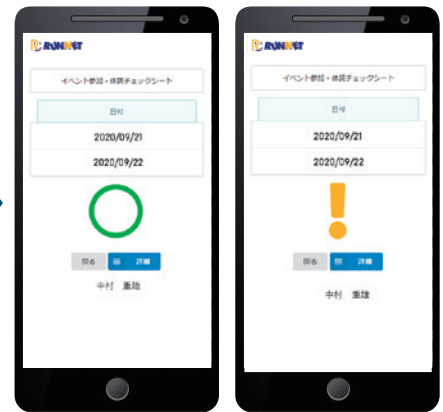 RUNNET
イベント参加・体調チェックシート
日付
2020/09/21
2020/09/22
戻る 詳細
中村 重雄
RUNNET
イベント参加・体調チェックシート
日付
2020/09/21
2020/09/22
戻る 詳細
中村 重雄